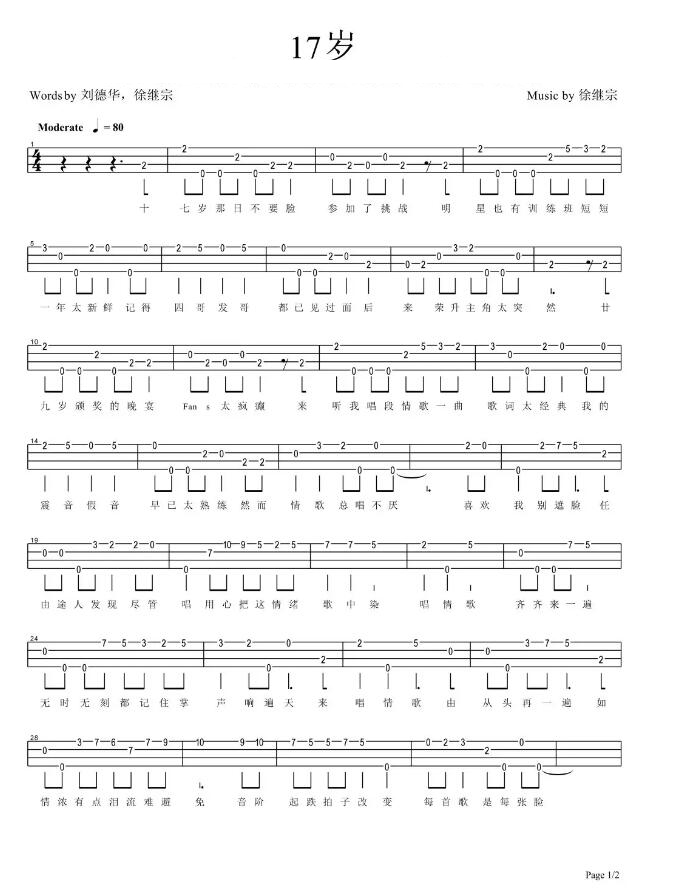 17岁
Words by 刘德华，徐继宗
Music by 徐继宗
Moderate ♩ = 80
十 七岁那日不要脸 参加了挑战 明 星也有训练班短短
一年太新鲜 记得 四哥发哥 都已见过面后 来 荣升主角太突 然 廿
九岁颁奖的晚宴 Fan s 太疯癫 来 听我唱段情歌一曲 歌词太经典我的
震音假音 早已太熟练然而 情歌总唱不厌 喜欢 我别遮脸任
由途人发现尽管 唱用心把这情绪 歌中染 唱情歌 齐齐来一遍
无时无刻都记住掌 声响遍天 来唱情歌由 从头再一遍如
情浓有点泪流难避 免 音阶 起跌拍子改变 每首歌 是每张脸
Page 1/2